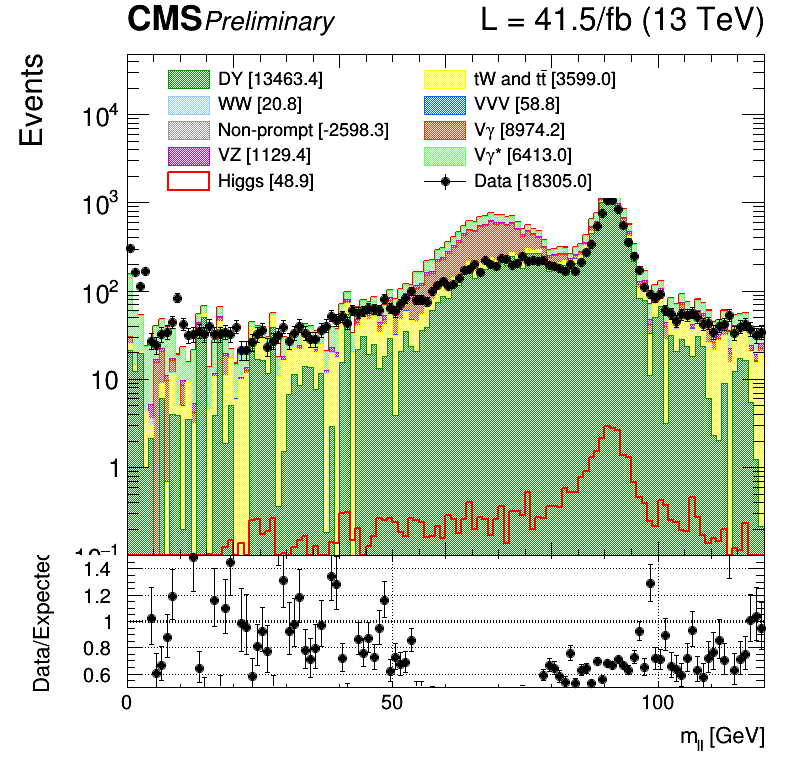 CMS Preliminary L = 41.5/fb (13 TeV)
Events
DY [13463.4] tW and tt̄ [3599.0]
WW [20.8] VVV [58.8]
Non-prompt [-2598.3] Vγ [8974.2]
VZ [1129.4] Vγ* [6413.0]
Higgs [48.9] Data [18305.0]
10⁴
10³
10²
10
1
10⁻¹
Data/Expected
1.4
1.2
1
0.8
0.6
0 50 100
m_ll [GeV]